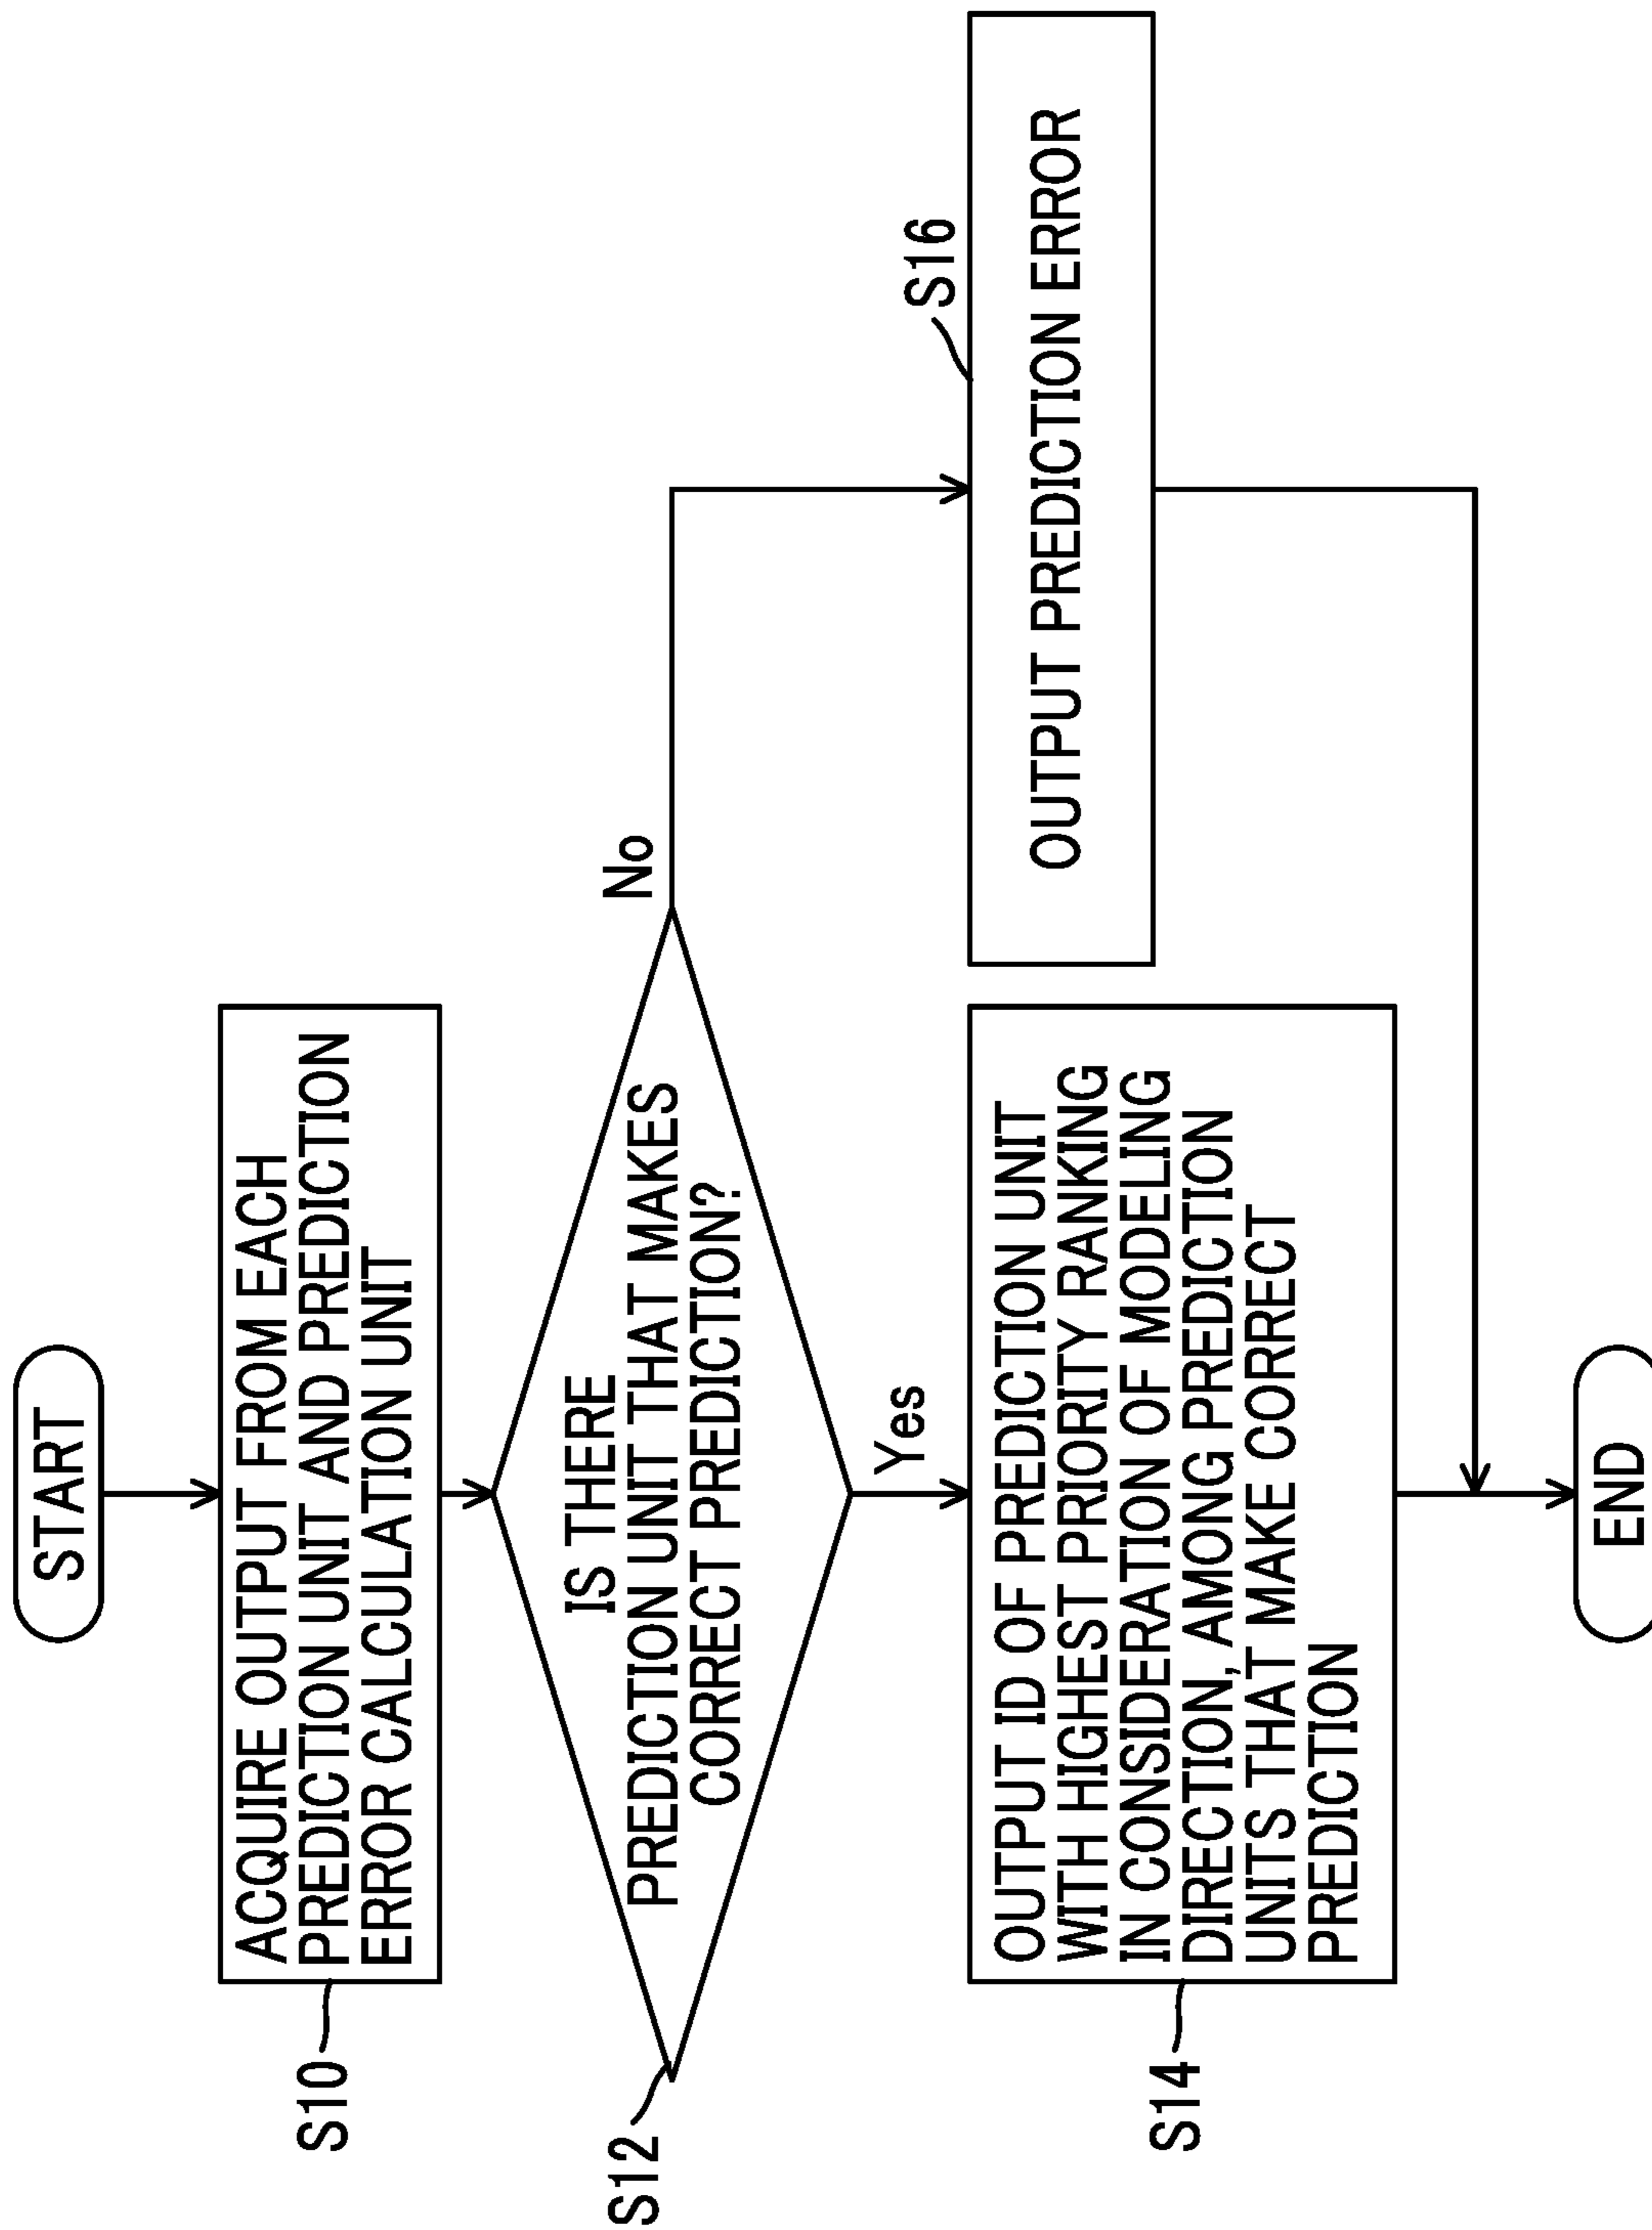 START
S10
ACQUIRE OUTPUT FROM EACH
PREDICTION UNIT AND PREDICTION
ERROR CALCULATION UNIT
S12
IS THERE
PREDICTION UNIT THAT MAKES
CORRECT PREDICTION?
No
Yes
S14
OUTPUT ID OF PREDICTION UNIT
WITH HIGHEST PRIORITY RANKING
IN CONSIDERATION OF MODELING
DIRECTION, AMONG PREDICTION
UNITS THAT MAKE CORRECT
PREDICTION
S16
OUTPUT PREDICTION ERROR
END